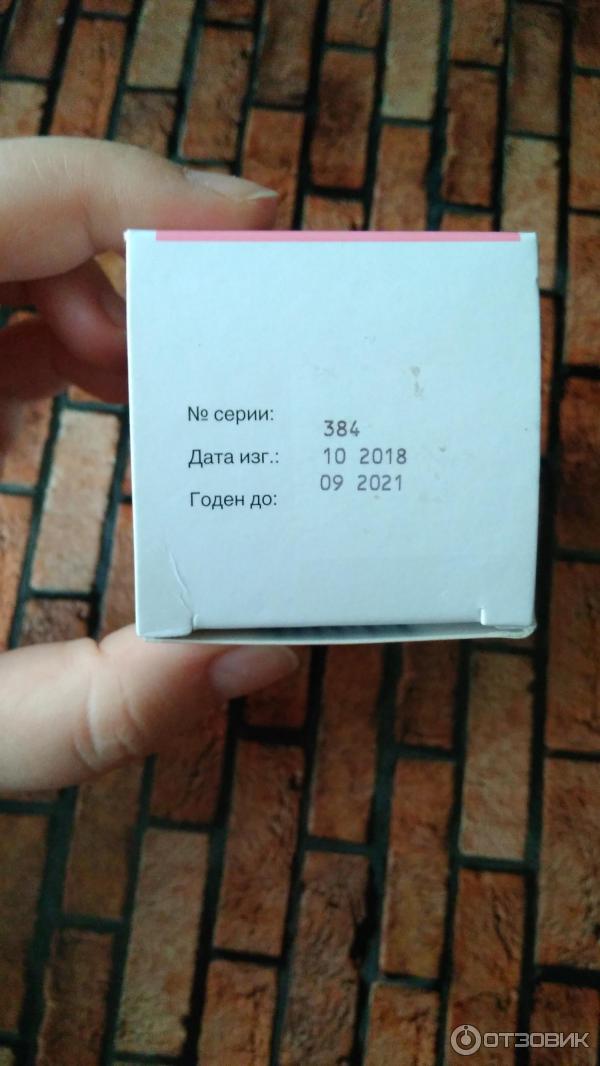 № серии: 384
Дата изг.: 10 2018
Годен до: 09 2021
ОТЗОВИК